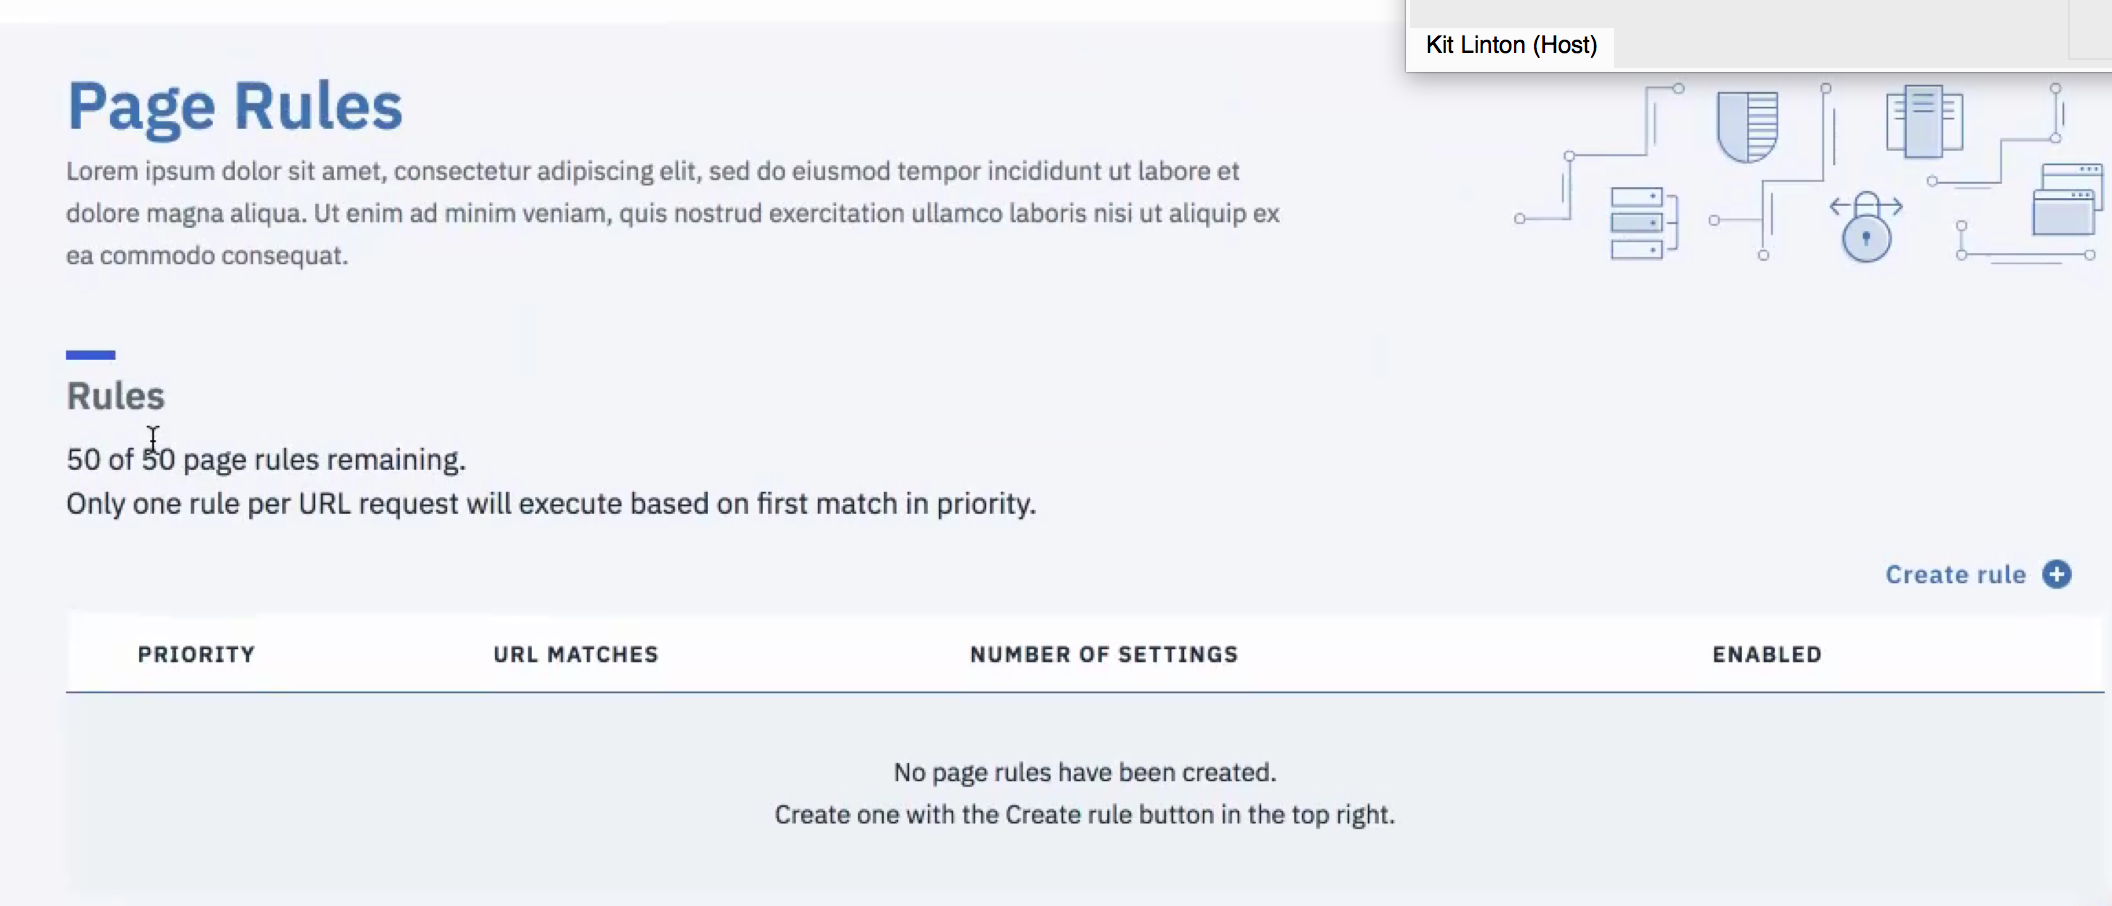 Kit Linton (Host)
Page Rules
Lorem ipsum dolor sit amet, consectetur adipiscing elit, sed do eiusmod tempor incididunt ut labore et
dolore magna aliqua. Ut enim ad minim veniam, quis nostrud exercitation ullamco laboris nisi ut aliquip ex
ea commodo consequat.
Rules
50 of 50 page rules remaining.
Only one rule per URL request will execute based on first match in priority.
Create rule
PRIORITY URL MATCHES NUMBER OF SETTINGS ENABLED
No page rules have been created.
Create one with the Create rule button in the top right.